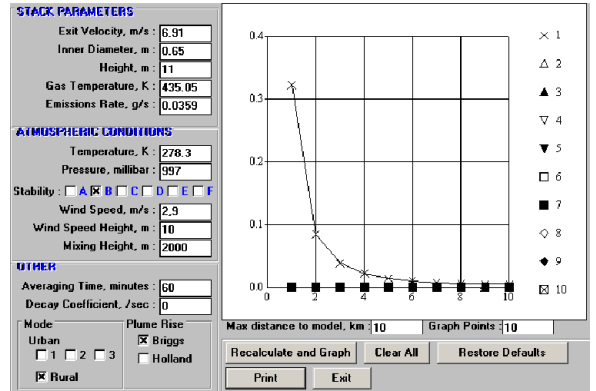 STACK PARAMETERS
Exit Velocity, m/s : 6.91
Inner Diameter, m : 0.65
Height, m : 11
Gas Temperature, K : 435.05
Emissions Rate, g/s : 0.0359
ATMOSPHERIC CONDITIONS
Temperature, K : 278.3
Pressure, millibar : 997
Stability : A B C D E F
Wind Speed, m/s : 2,9
Wind Speed Height, m : 10
Mixing Height, m : 2000
OTHER
Averaging Time, minutes : 60
Decay Coefficient, /sec : 0
Mode
Urban
1 2 3
Rural
Plume Rise
Briggs
Holland
0.4
0.3
0.2
0.1
0.0
0 2 4 6 8 10
1
2
3
4
5
6
7
8
9
10
Max distance to model, km : 10 Graph Points : 10
Recalculate and Graph Clear All Restore Defaults
Print Exit